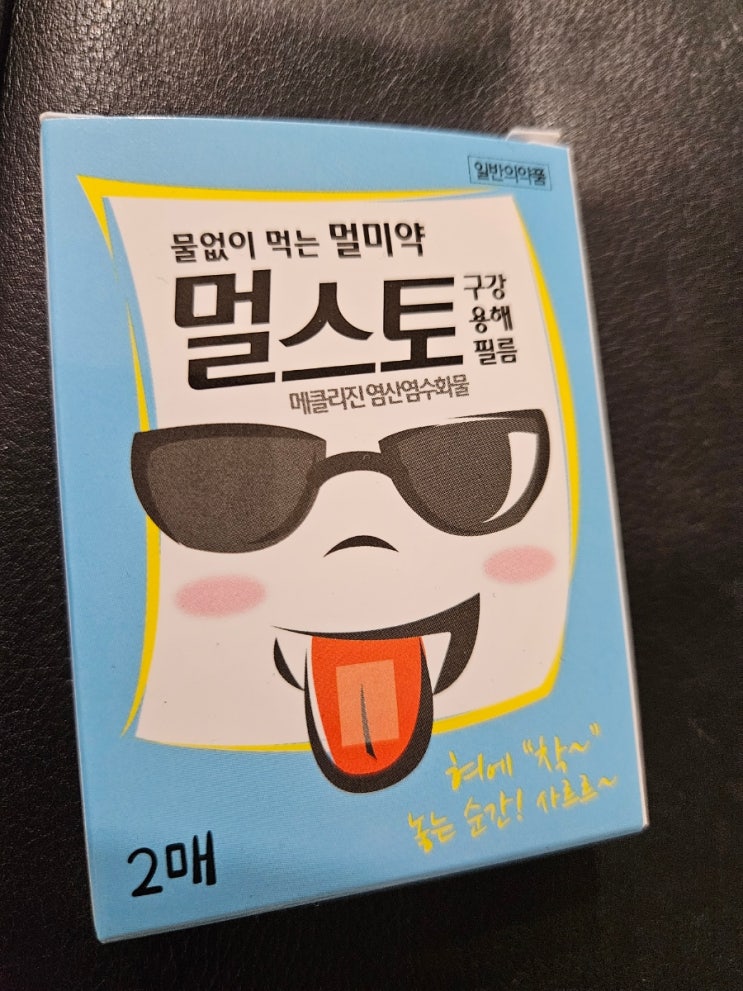 일반의약품
물없이 먹는 멀미약
멀스토
구강
용해
필름
메클리진염산염수화물
혀에 "착~"
놓는 순간! 사르르~
2매